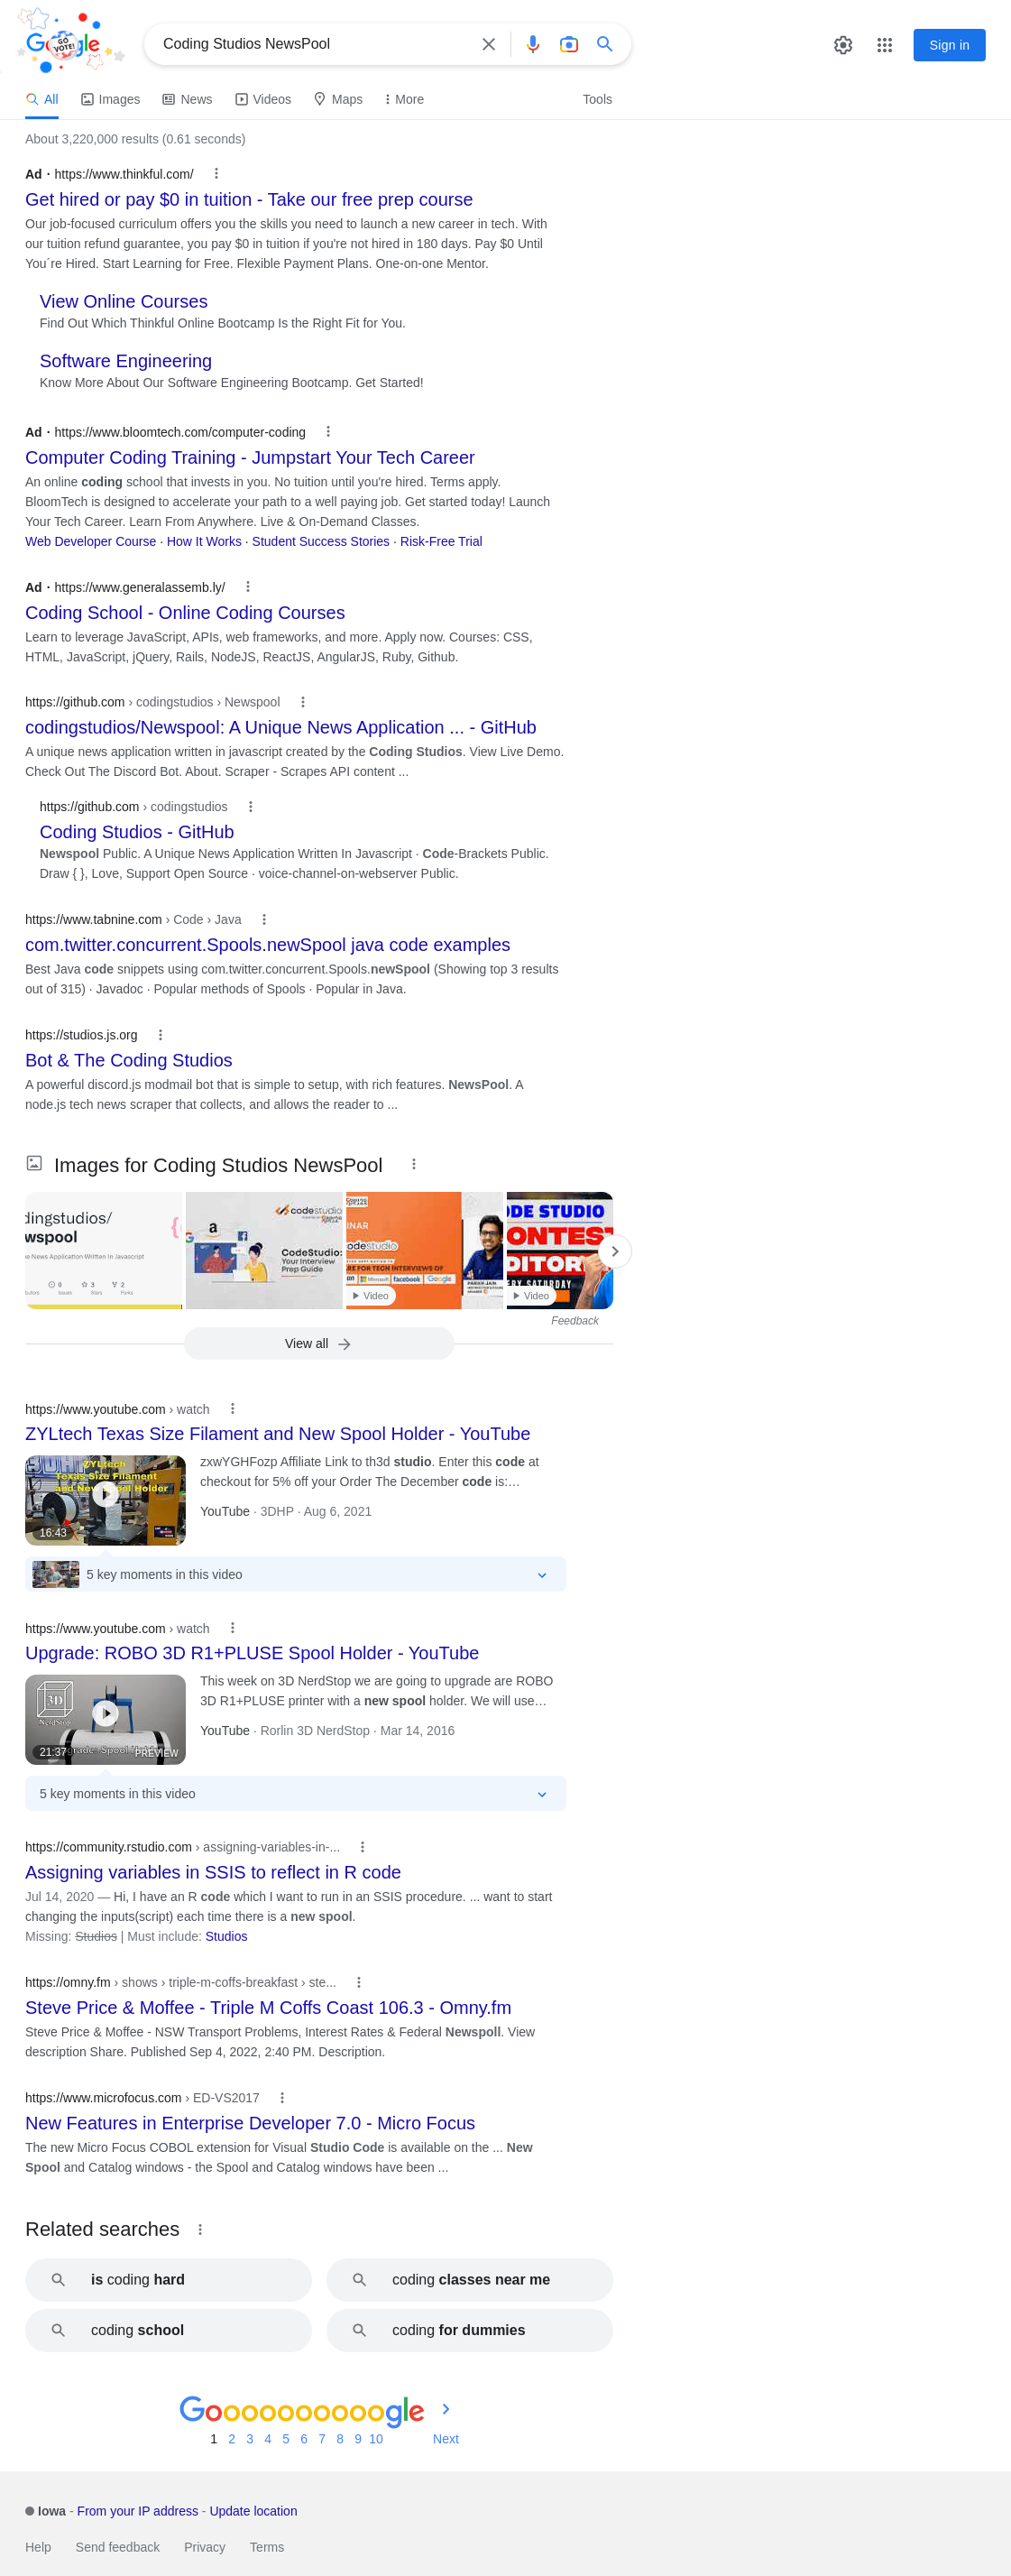 GO VOTE!
Coding Studios NewsPool
Sign in
All
Images
News
Videos
Maps
More
Tools
About 3,220,000 results (0.61 seconds)
Ad · https://www.thinkful.com/
Get hired or pay $0 in tuition - Take our free prep course
Our job-focused curriculum offers you the skills you need to launch a new career in tech. With
our tuition refund guarantee, you pay $0 in tuition if you're not hired in 180 days. Pay $0 Until
You´re Hired. Start Learning for Free. Flexible Payment Plans. One-on-one Mentor.
View Online Courses
Find Out Which Thinkful Online Bootcamp Is the Right Fit for You.
Software Engineering
Know More About Our Software Engineering Bootcamp. Get Started!
Ad · https://www.bloomtech.com/computer-coding
Computer Coding Training - Jumpstart Your Tech Career
An online coding school that invests in you. No tuition until you're hired. Terms apply.
BloomTech is designed to accelerate your path to a well paying job. Get started today! Launch
Your Tech Career. Learn From Anywhere. Live & On-Demand Classes.
Web Developer Course · How It Works · Student Success Stories · Risk-Free Trial
Ad · https://www.generalassemb.ly/
Coding School - Online Coding Courses
Learn to leverage JavaScript, APIs, web frameworks, and more. Apply now. Courses: CSS,
HTML, JavaScript, jQuery, Rails, NodeJS, ReactJS, AngularJS, Ruby, Github.
https://github.com › codingstudios › Newspool
codingstudios/Newspool: A Unique News Application ... - GitHub
A unique news application written in javascript created by the Coding Studios. View Live Demo.
Check Out The Discord Bot. About. Scraper - Scrapes API content ...
https://github.com › codingstudios
Coding Studios - GitHub
Newspool Public. A Unique News Application Written In Javascript · Code-Brackets Public.
Draw { }, Love, Support Open Source · voice-channel-on-webserver Public.
https://www.tabnine.com › Code › Java
com.twitter.concurrent.Spools.newSpool java code examples
Best Java code snippets using com.twitter.concurrent.Spools.newSpool (Showing top 3 results
out of 315) · Javadoc · Popular methods of Spools · Popular in Java.
https://studios.js.org
Bot & The Coding Studios
A powerful discord.js modmail bot that is simple to setup, with rich features. NewsPool. A
node.js tech news scraper that collects, and allows the reader to ...
Images for Coding Studios NewsPool
dingstudios/
wspool
e News Application Written In Javascript
codestudio
CodeStudio:
Your Interview
Prep Guide
INAR
codestudio
E FOR TECH INTERVIEWS OF
Microsoft facebook Google
Video
DE STUDIO
ONTEST
DITOR
ERY SATURDAY
Video
Feedback
View all
https://www.youtube.com › watch
ZYLtech Texas Size Filament and New Spool Holder - YouTube
ZYLtech
Texas Size Filament
and New Spool Holder
16:43
zxwYGHFozp Affiliate Link to th3d studio. Enter this code at
checkout for 5% off your Order The December code is:…
YouTube · 3DHP · Aug 6, 2021
5 key moments in this video
https://www.youtube.com › watch
Upgrade: ROBO 3D R1+PLUSE Spool Holder - YouTube
3D
NerdStop
21:37
PREVIEW
This week on 3D NerdStop we are going to upgrade are ROBO
3D R1+PLUSE printer with a new spool holder. We will use…
YouTube · Rorlin 3D NerdStop · Mar 14, 2016
5 key moments in this video
https://community.rstudio.com › assigning-variables-in-...
Assigning variables in SSIS to reflect in R code
Jul 14, 2020 — Hi, I have an R code which I want to run in an SSIS procedure. ... want to start
changing the inputs(script) each time there is a new spool.
Missing: Studios | Must include: Studios
https://omny.fm › shows › triple-m-coffs-breakfast › ste...
Steve Price & Moffee - Triple M Coffs Coast 106.3 - Omny.fm
Steve Price & Moffee - NSW Transport Problems, Interest Rates & Federal Newspoll. View
description Share. Published Sep 4, 2022, 2:40 PM. Description.
https://www.microfocus.com › ED-VS2017
New Features in Enterprise Developer 7.0 - Micro Focus
The new Micro Focus COBOL extension for Visual Studio Code is available on the ... New
Spool and Catalog windows - the Spool and Catalog windows have been ...
Related searches
is coding hard
coding classes near me
coding school
coding for dummies
Goooooooooogle
1 2 3 4 5 6 7 8 9 10 Next
Iowa - From your IP address - Update location
Help Send feedback Privacy Terms